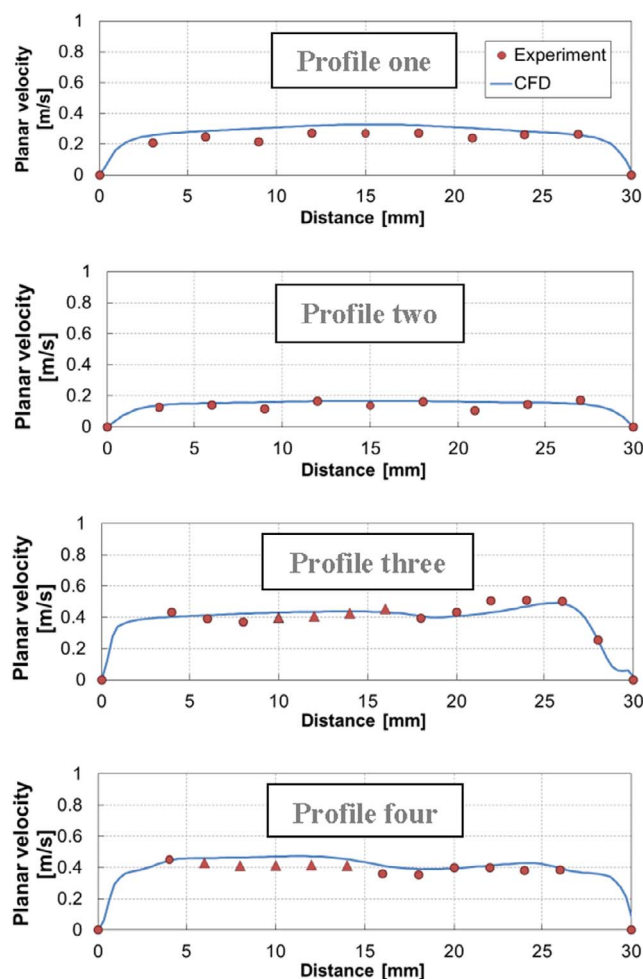 Profile one
Experiment
CFD
Planar velocity
[m/s]
1
0.8
0.6
0.4
0.2
0
0 5 10 15 20 25 30
Distance [mm]
Profile two
Planar velocity
[m/s]
1
0.8
0.6
0.4
0.2
0
0 5 10 15 20 25 30
Distance [mm]
Profile three
Planar velocity
[m/s]
1
0.8
0.6
0.4
0.2
0
0 5 10 15 20 25 30
Distance [mm]
Profile four
Planar velocity
[m/s]
1
0.8
0.6
0.4
0.2
0
0 5 10 15 20 25 30
Distance [mm]